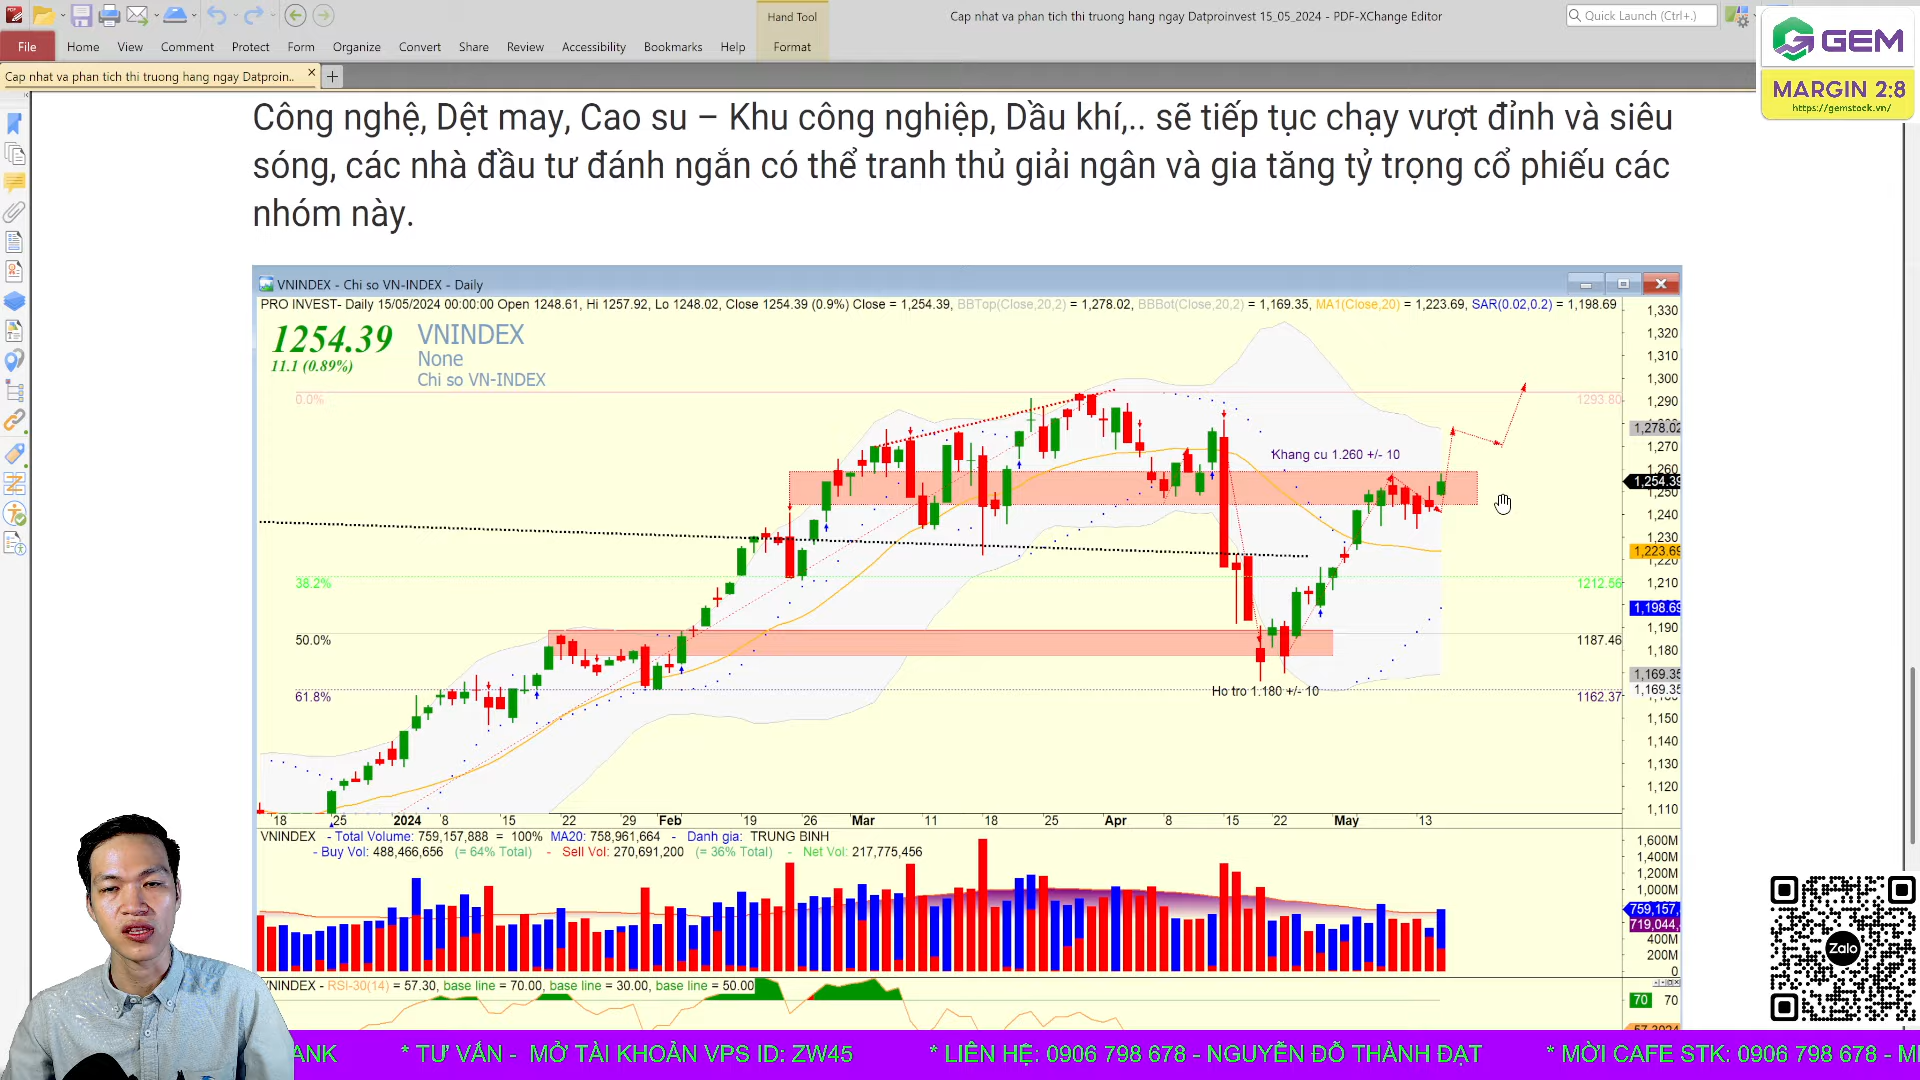 Hand Tool
Cap nhat va phan tich thi truong hang ngay Datproinvest 15_05_2024 - PDF-XChange Editor
Quick Launch (Ctrl+.)
File
Home
View
Comment
Protect
Form
Organize
Convert
Share
Review
Accessibility
Bookmarks
Help
Format
GEM
MARGIN 2:8
https://gemstock.vn/
Cap nhat va phan tich thi truong hang ngay Datproin..
Công nghệ, Dệt may, Cao su – Khu công nghiệp, Dầu khí,.. sẽ tiếp tục chạy vượt đỉnh và siêu
sóng, các nhà đầu tư đánh ngắn có thể tranh thủ giải ngân và gia tăng tỷ trọng cổ phiếu các
nhóm này.
VNINDEX - Chi so VN-INDEX - Daily
PRO INVEST- Daily 15/05/2024 00:00:00 Open 1248.61, Hi 1257.92, Lo 1248.02, Close 1254.39 (0.9%) Close = 1,254.39, BBTop(Close,20,2) = 1,278.02, BBBot(Close,20,2) = 1,169.35, MA1(Close,20) = 1,223.69, SAR(0.02,0.2) = 1,198.69
1254.39
11.1 (0.89%)
VNINDEX
None
Chi so VN-INDEX
0.0%
1293.80
38.2%
1212.56
50.0%
1187.46
61.8%
1162.37
Khang cu 1.260 +/- 10
Ho tro 1.180 +/- 10
1,330
1,320
1,310
1,300
1,290
1,278.02
1,270
1,260
1,254.39
1,250
1,240
1,230
1,223.69
1,220
1,210
1,198.69
1,190
1,180
1,169.35
1,169.35
1,150
1,140
1,130
1,120
1,110
18
25
2024
8
15
22
29
Feb
19
26
Mar
11
18
25
Apr
8
15
22
May
13
VNINDEX - Total Volume: 759,157,888 = 100% MA20: 758,961,664 - Danh gia: TRUNG BINH
- Buy Vol: 488,466,656 (= 64% Total) - Sell Vol: 270,691,200 (= 36% Total) - Net Vol: 217,775,456
1,600M
1,400M
1,200M
1,000M
759,157,
719,044,
400M
200M
0
VNINDEX - RSI-30(14) = 57.30, base line = 70.00, base line = 30.00, base line = 50.00
70
70
Zalo
ANK
* TƯ VẤN - MỞ TÀI KHOẢN VPS ID: ZW45
* LIÊN HỆ: 0906 798 678 - NGUYỄN ĐỖ THÀNH ĐẠT
* MỜI CAFE STK: 0906 798 678 -